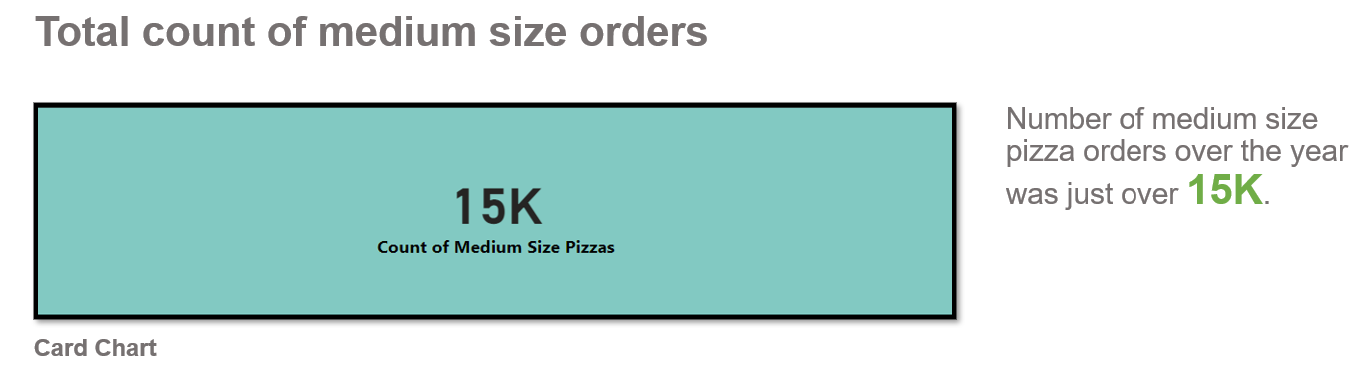 Total count of medium size orders
15K
Count of Medium Size Pizzas
Card Chart
Number of medium size
pizza orders over the year
was just over 15K.